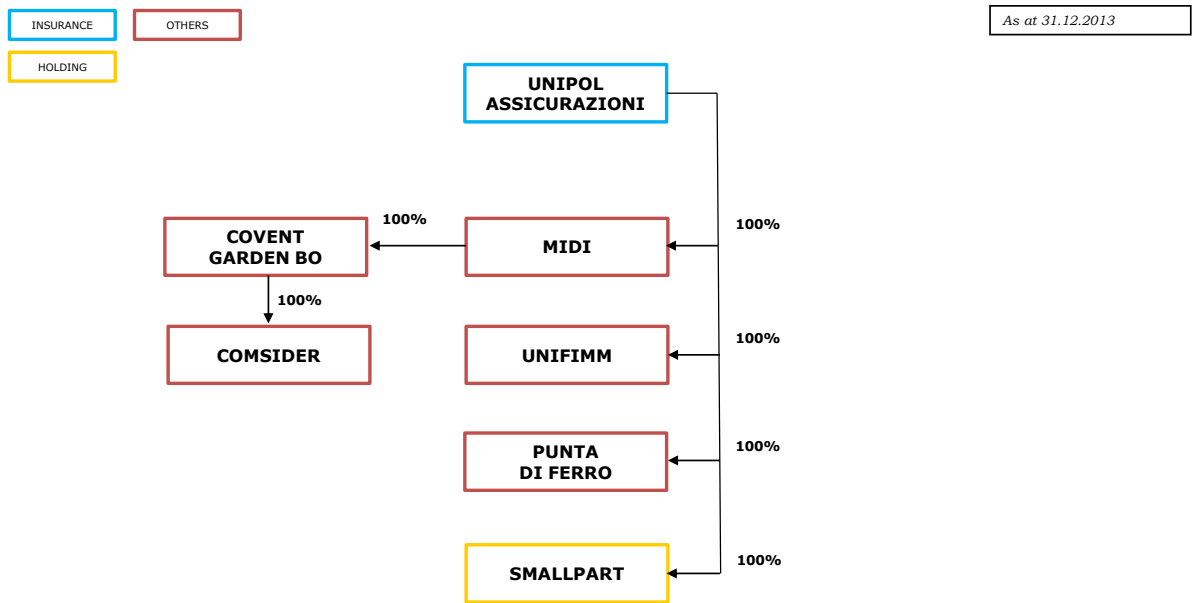 INSURANCE
OTHERS
As at 31.12.2013
HOLDING
UNIPOL
ASSICURAZIONI
100%
100%
COVENT
GARDEN BO
MIDI
100%
100%
COMSIDER
UNIFIMM
100%
PUNTA
DI FERRO
100%
SMALLPART